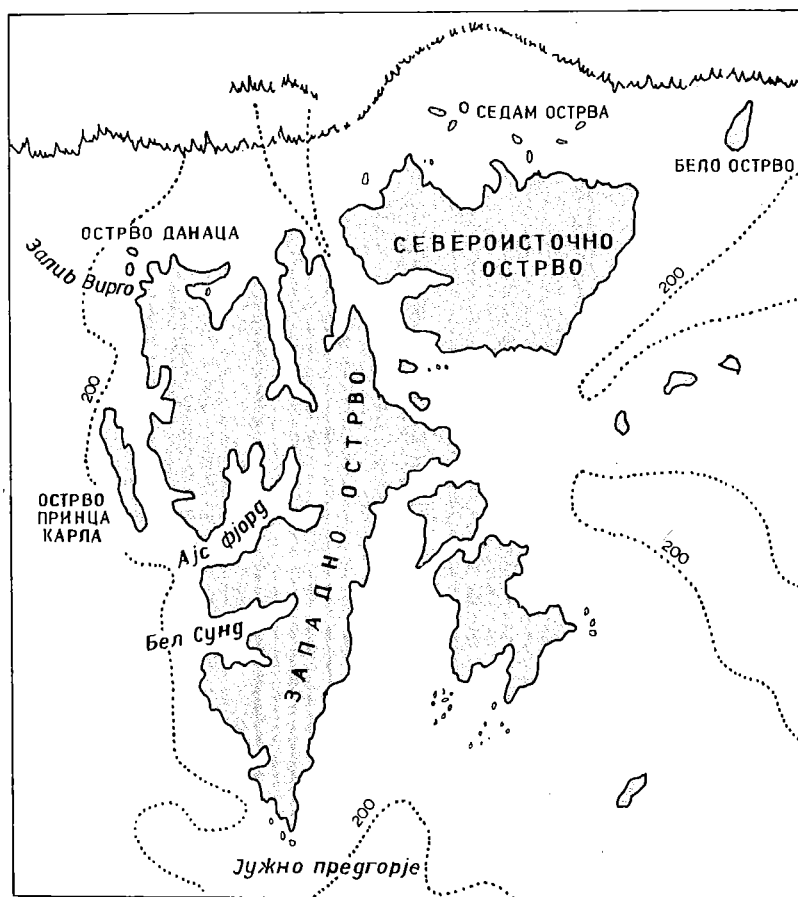 СЕДАМ ОСТРВА
БЕЛО ОСТРВО
ОСТРВО ДАНАЦА
Залив Вирго
СЕВЕРОИСТОЧНО
ОСТРВО
200
200
ЗАПАДНО ОСТРВО
ОСТРВО
ПРИНЦА
КАРЛА
Ајс фјорд
200
Бел Сунд
200
Јужно предгорје